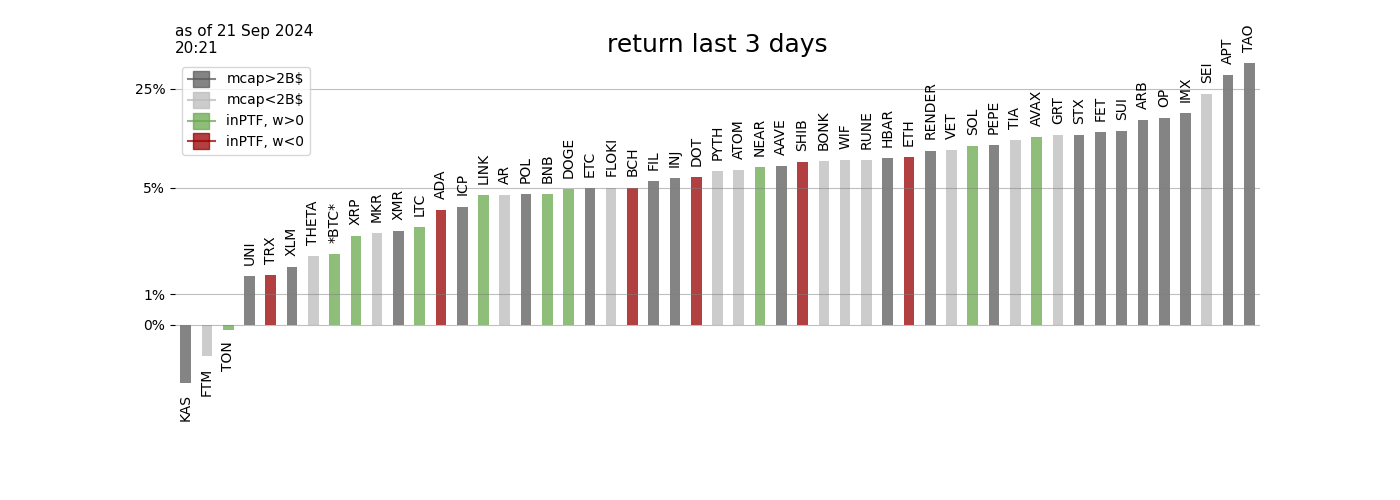 as of 21 Sep 2024
20:21
return last 3 days
mcap>2B$
mcap<2B$
inPTF, w>0
inPTF, w<0
25%
5%
1%
0%
KAS
FTM
TON
UNI
TRX
XLM
THETA
*BTC*
XRP
MKR
XMR
LTC
ADA
ICP
LINK
AR
POL
BNB
DOGE
ETC
FLOKI
BCH
FIL
INJ
DOT
PYTH
ATOM
NEAR
AAVE
SHIB
BONK
WIF
RUNE
HBAR
ETH
RENDER
VET
SOL
PEPE
TIA
AVAX
GRT
STX
FET
SUI
ARB
OP
IMX
SEI
APT
TAO